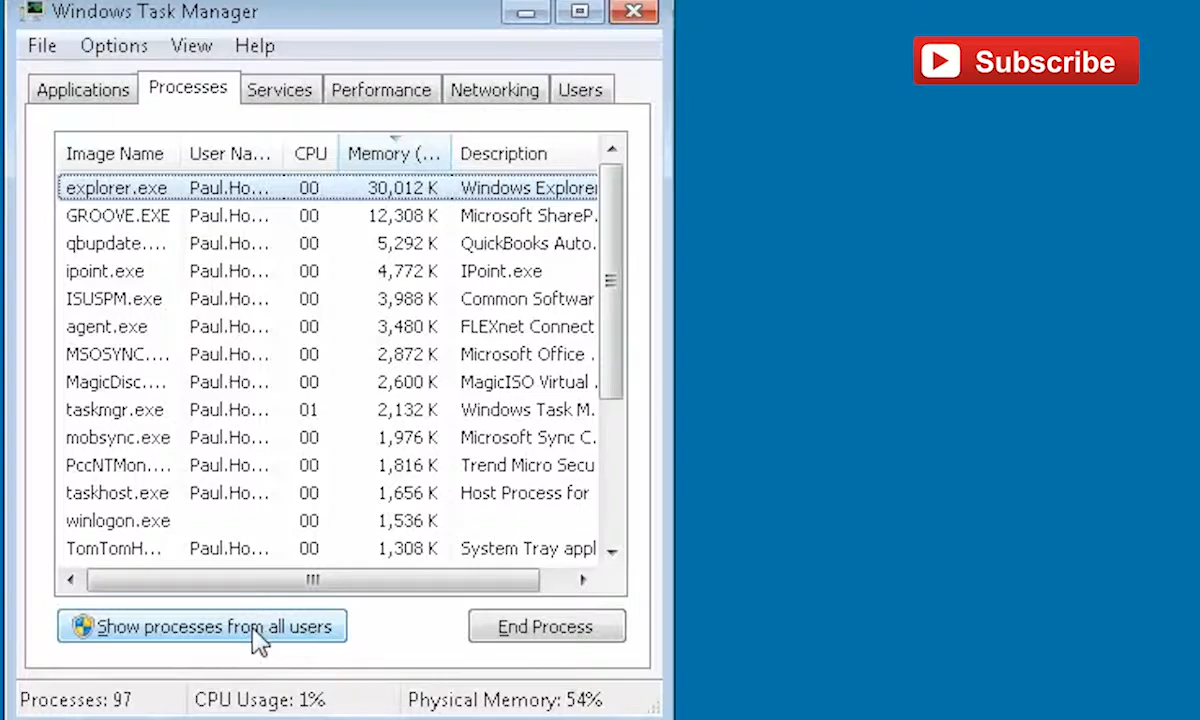 Windows Task Manager
File Options View Help
Subscribe
Applications Processes Services Performance Networking Users
Image Name User Na... CPU Memory (... Description
explorer.exe Paul.Ho... 00 30,012 K Windows Explorer
GROOVE.EXE Paul.Ho... 00 12,308 K Microsoft ShareP.
qbupdate.... Paul.Ho... 00 5,292 K QuickBooks Auto.
ipoint.exe Paul.Ho... 00 4,772 K IPoint.exe
ISUSPM.exe Paul.Ho... 00 3,988 K Common Softwar
agent.exe Paul.Ho... 00 3,480 K FLEXnet Connect
MSOSYNC.... Paul.Ho... 00 2,872 K Microsoft Office .
MagicDisc.... Paul.Ho... 00 2,600 K MagicISO Virtual .
taskmgr.exe Paul.Ho... 01 2,132 K Windows Task M.
mobsync.exe Paul.Ho... 00 1,976 K Microsoft Sync C.
PccNTMon.... Paul.Ho... 00 1,816 K Trend Micro Secu
taskhost.exe Paul.Ho... 00 1,656 K Host Process for
winlogon.exe 00 1,536 K
TomTomH... Paul.Ho... 00 1,308 K System Tray appl
Show processes from all users End Process
Processes: 97 CPU Usage: 1% Physical Memory: 54%